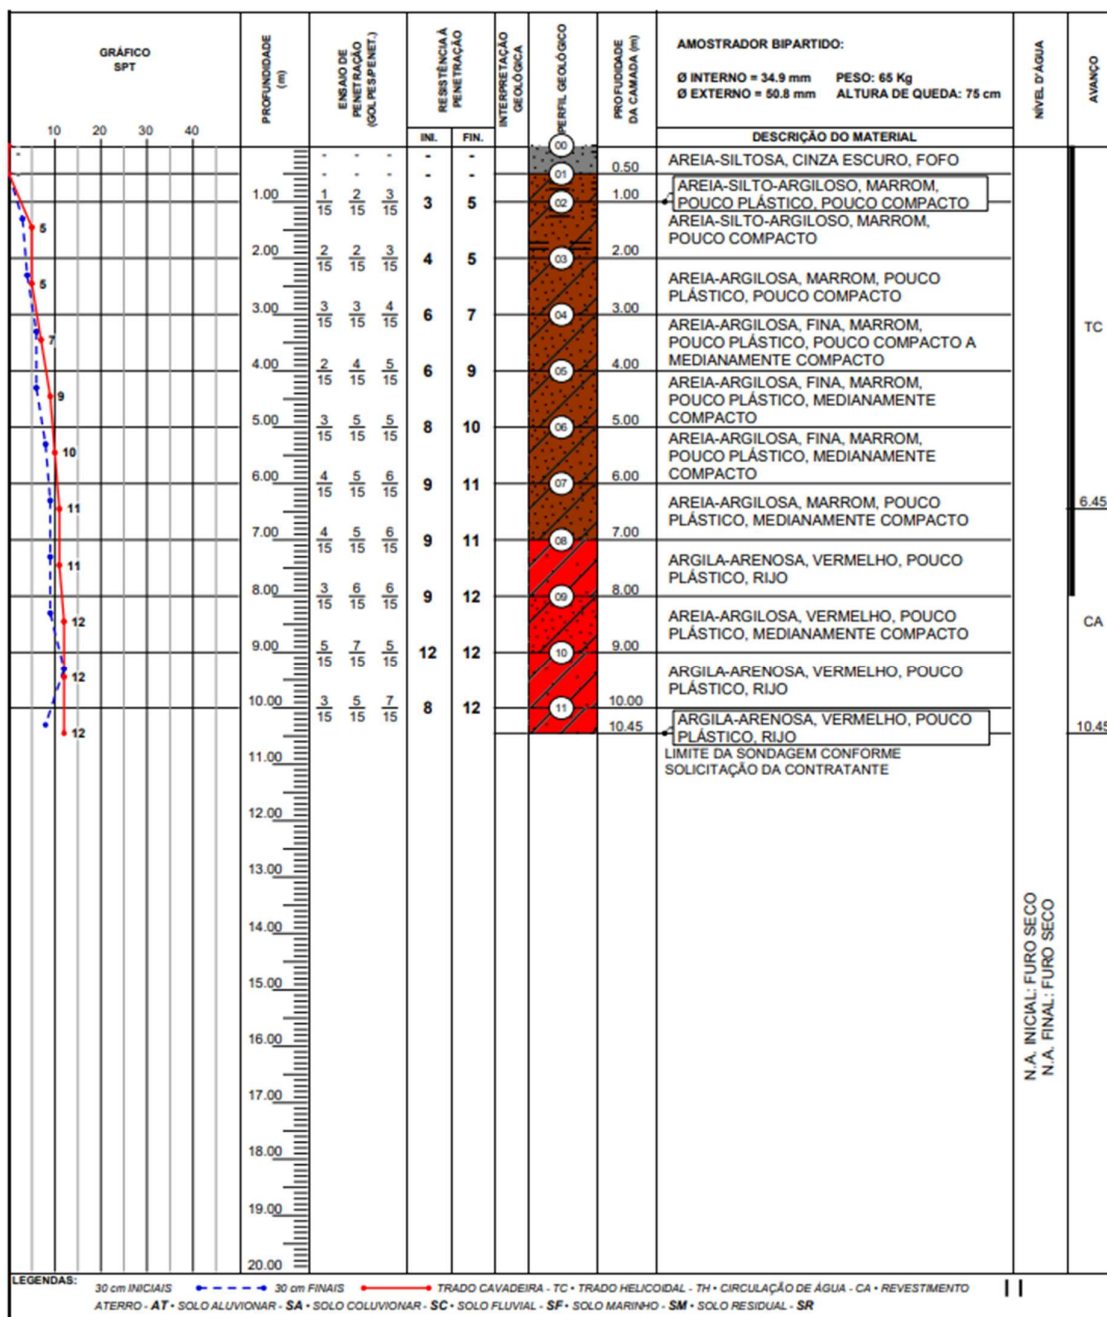 GRÁFICO
SPT
10 20 30 40
PROFUNDIDADE
(m)
ENSAIO DE
PENETRAÇÃO
(GOLPES/PENET.)
RESISTÊNCIA À
PENETRAÇÃO
INI. FIN.
INTERPRETAÇÃO
GEOLÓGICA
PERFIL GEOLÓGICO
PROFUDIDADE
DA CAMADA (m)
AMOSTRADOR BIPARTIDO:
Ø INTERNO = 34.9 mm PESO: 65 Kg
Ø EXTERNO = 50.8 mm ALTURA DE QUEDA: 75 cm
DESCRIÇÃO DO MATERIAL
NÍVEL D'ÁGUA
AVANÇO
- - - - - - 00
AREIA-SILTOSA, CINZA ESCURO, FOFO
- - - - - - 01 0.50
AREIA-SILTO-ARGILOSO, MARROM,
POUCO PLÁSTICO, POUCO COMPACTO
1.00 1/15 2/15 3/15 3 5 02 1.00
5
AREIA-SILTO-ARGILOSO, MARROM,
POUCO COMPACTO
2.00 2/15 2/15 3/15 4 5 03 2.00
5
AREIA-ARGILOSA, MARROM, POUCO
PLÁSTICO, POUCO COMPACTO
3.00 3/15 3/15 4/15 6 7 04 3.00
7
AREIA-ARGILOSA, FINA, MARROM,
POUCO PLÁSTICO, POUCO COMPACTO A
MEDIANAMENTE COMPACTO
TC
4.00 2/15 4/15 5/15 6 9 05 4.00
9
AREIA-ARGILOSA, FINA, MARROM,
POUCO PLÁSTICO, MEDIANAMENTE
COMPACTO
5.00 3/15 5/15 5/15 8 10 06 5.00
10
AREIA-ARGILOSA, FINA, MARROM,
POUCO PLÁSTICO, MEDIANAMENTE
COMPACTO
6.00 4/15 5/15 6/15 9 11 07 6.00
11
AREIA-ARGILOSA, MARROM, POUCO
PLÁSTICO, MEDIANAMENTE COMPACTO
6.45
7.00 4/15 5/15 6/15 9 11 08 7.00
11
ARGILA-ARENOSA, VERMELHO, POUCO
PLÁSTICO, RIJO
8.00 3/15 6/15 6/15 9 12 09 8.00
12
AREIA-ARGILOSA, VERMELHO, POUCO
PLÁSTICO, MEDIANAMENTE COMPACTO
CA
9.00 5/15 7/15 5/15 12 12 10 9.00
12
ARGILA-ARENOSA, VERMELHO, POUCO
PLÁSTICO, RIJO
10.00 3/15 5/15 7/15 8 12 11 10.00
12
ARGILA-ARENOSA, VERMELHO, POUCO
PLÁSTICO, RIJO
10.45 10.45
LIMITE DA SONDAGEM CONFORME
SOLICITAÇÃO DA CONTRATANTE
11.00
12.00
13.00
14.00
15.00
16.00
17.00
18.00
19.00
20.00
N.A. INICIAL: FURO SECO
N.A. FINAL: FURO SECO
LEGENDAS:
30 cm INICIAIS 30 cm FINAIS TRADO CAVADEIRA - TC • TRADO HELICOIDAL - TH • CIRCULAÇÃO DE ÁGUA - CA • REVESTIMENTO
ATERRO - AT • SOLO ALUVIONAR - SA • SOLO COLUVIONAR - SC • SOLO FLUVIAL - SF • SOLO MARINHO - SM • SOLO RESIDUAL - SR